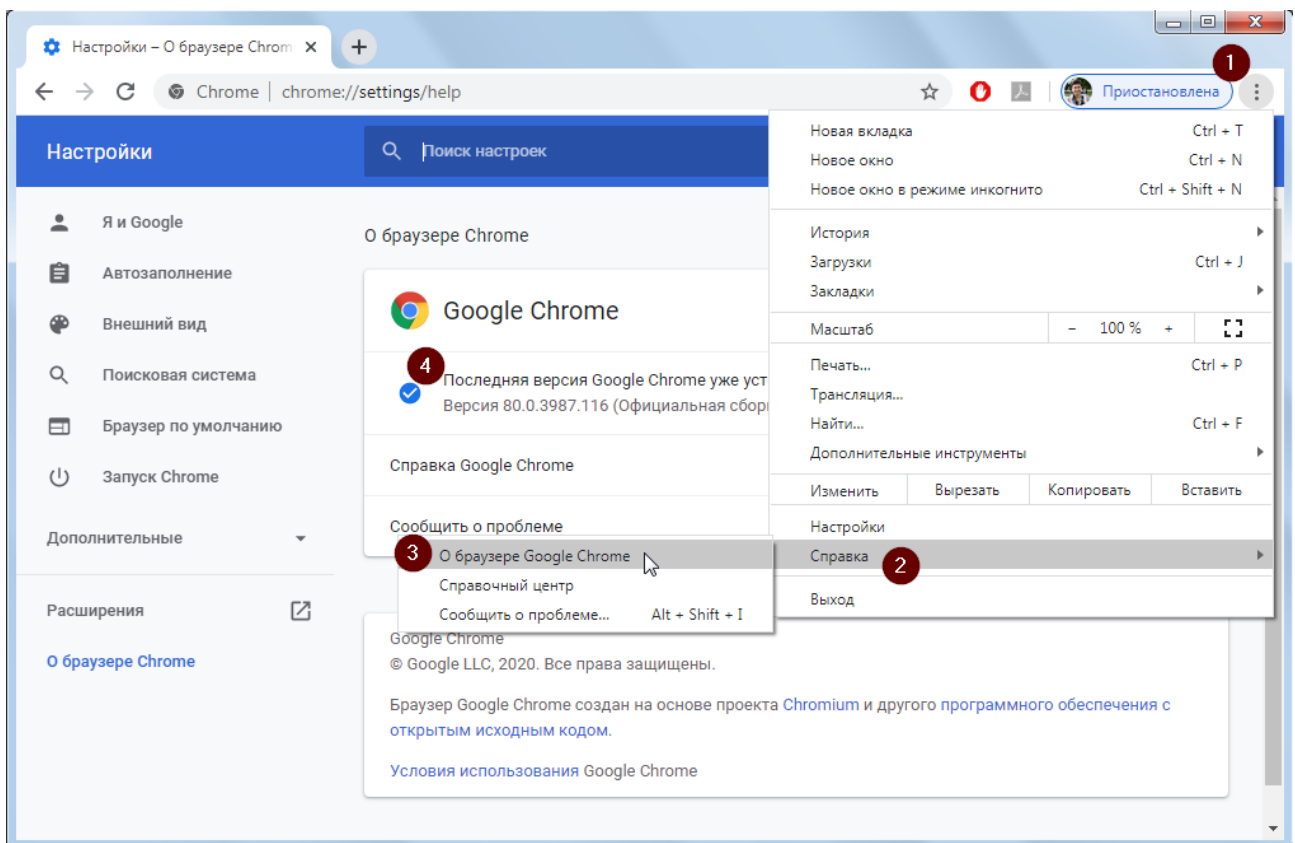 Настройки – О браузере Chrom
1
Chrome | chrome://settings/help
Приостановлена
Настройки
Поиск настроек
Я и Google
Автозаполнение
Внешний вид
Поисковая система
Браузер по умолчанию
Запуск Chrome
Дополнительные
Расширения
О браузере Chrome
О браузере Chrome
Google Chrome
4
Последняя версия Google Chrome уже уст
Версия 80.0.3987.116 (Официальная сбор
Справка Google Chrome
Сообщить о проблеме
3
О браузере Google Chrome
Справочный центр
Сообщить о проблеме... Alt + Shift + I
Google Chrome
© Google LLC, 2020. Все права защищены.
Браузер Google Chrome создан на основе проекта Chromium и другого программного обеспечения с
открытым исходным кодом.
Условия использования Google Chrome
Новая вкладка Ctrl + T
Новое окно Ctrl + N
Новое окно в режиме инкогнито Ctrl + Shift + N
История
Загрузки Ctrl + J
Закладки
Масштаб - 100 % +
Печать... Ctrl + P
Трансляция...
Найти... Ctrl + F
Дополнительные инструменты
Изменить Вырезать Копировать Вставить
Настройки
Справка 2
Выход